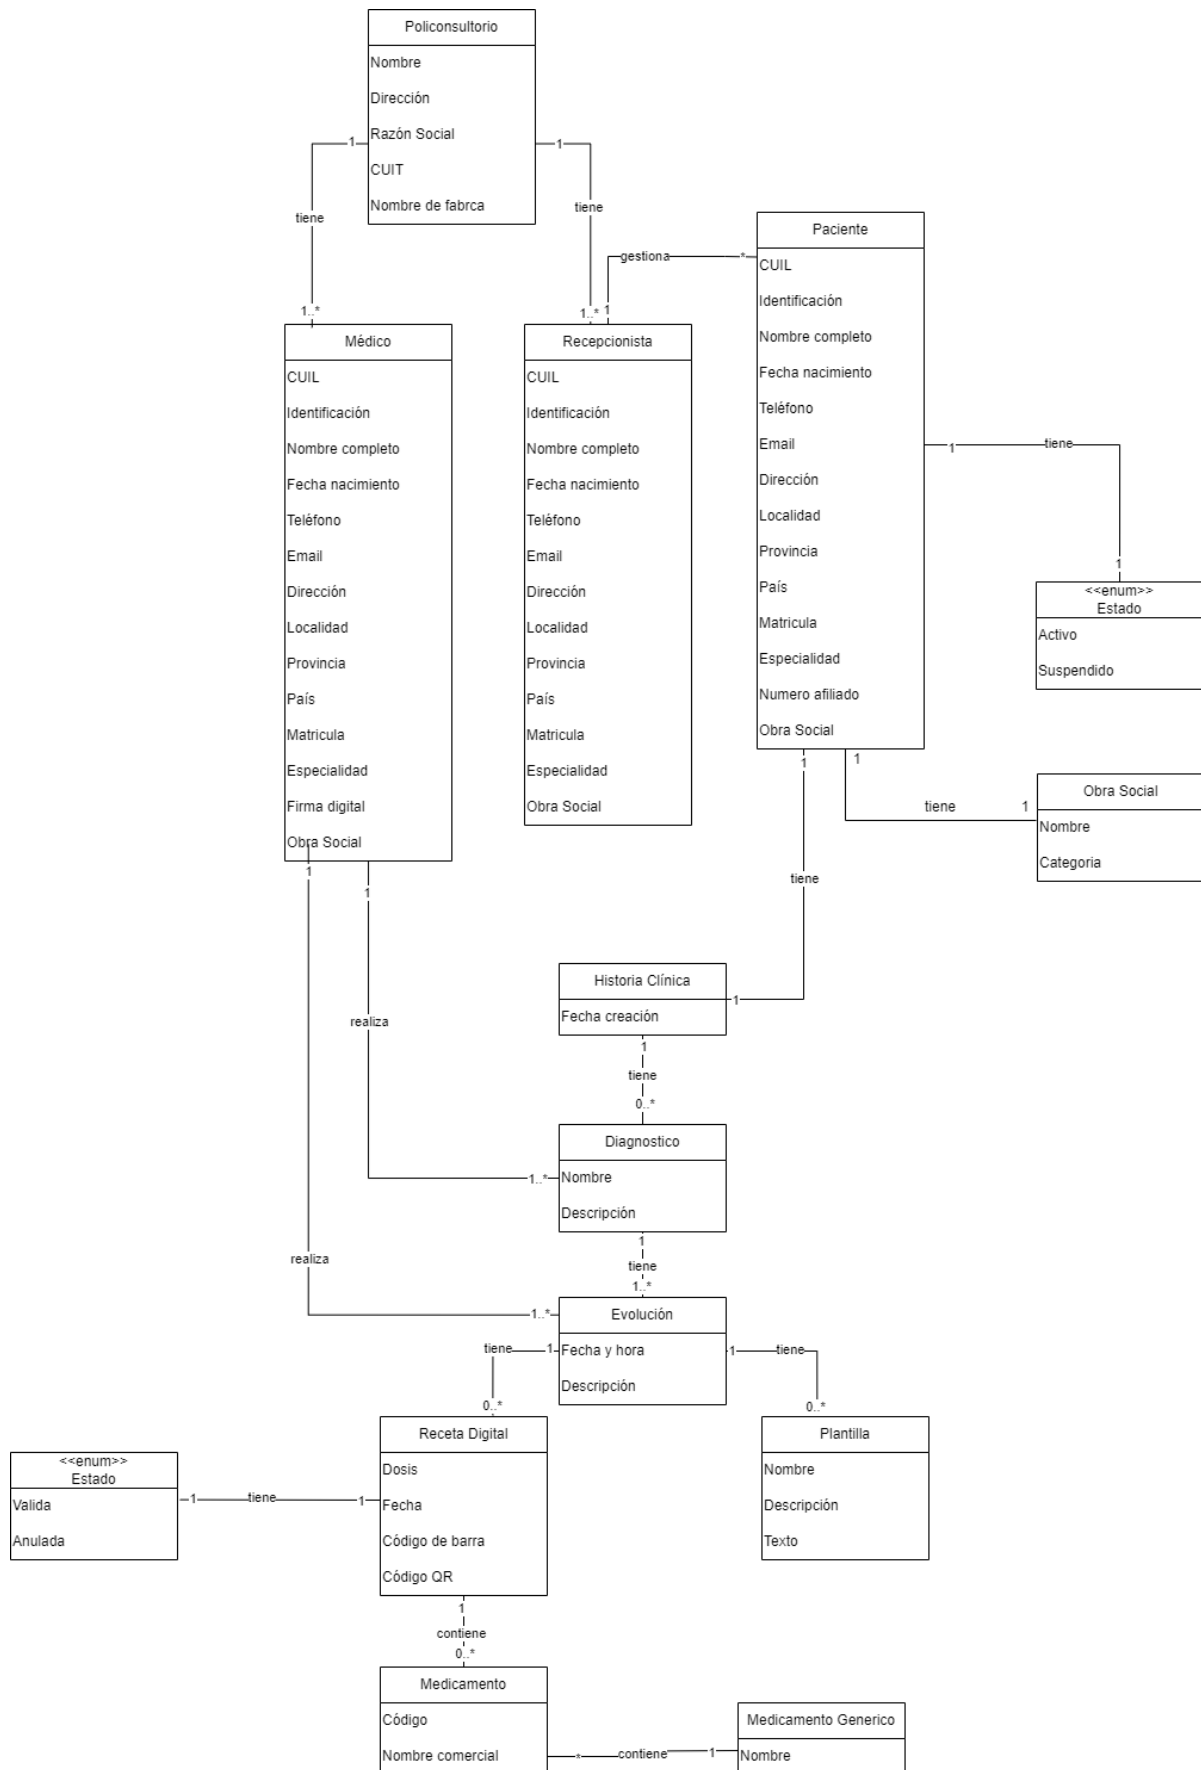 Policonsultorio
Nombre
Dirección
Razón Social
CUIT
Nombre de fabrca
1
1
tiene
tiene
1..*
1..*
1
gestiona
*
Paciente
CUIL
Identificación
Nombre completo
Fecha nacimiento
Teléfono
Email
Dirección
Localidad
Provincia
País
Matricula
Especialidad
Numero afiliado
Obra Social
Médico
CUIL
Identificación
Nombre completo
Fecha nacimiento
Teléfono
Email
Dirección
Localidad
Provincia
País
Matricula
Especialidad
Firma digital
Obra Social
Recepcionista
CUIL
Identificación
Nombre completo
Fecha nacimiento
Teléfono
Email
Dirección
Localidad
Provincia
País
Matricula
Especialidad
Obra Social
1
tiene
1
<<enum>>
Estado
Activo
Suspendido
1
tiene
1
Obra Social
Nombre
Categoria
1
tiene
1
Historia Clínica
Fecha creación
1
tiene
0..*
1
realiza
1..*
Diagnostico
Nombre
Descripción
1
tiene
1..*
1
realiza
1..*
Evolución
Fecha y hora
Descripción
tiene
1
0..*
1
tiene
0..*
Receta Digital
Dosis
Fecha
Código de barra
Código QR
Plantilla
Nombre
Descripción
Texto
<<enum>>
Estado
Valida
Anulada
1
tiene
1
1
contiene
0..*
Medicamento
Código
Nombre comercial
*
contiene
1
Medicamento Generico
Nombre